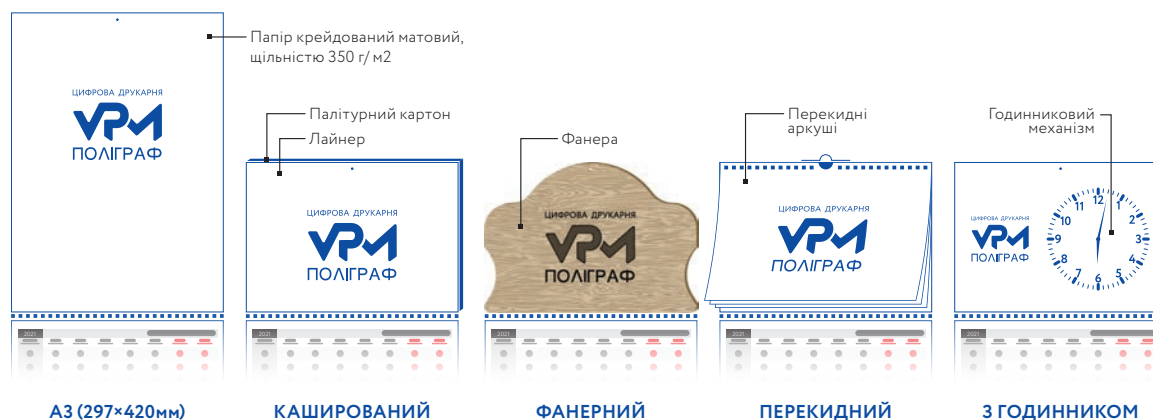 Папір крейдований матовий,
щільністю 350 г/ м2
ЦИФРОВА ДРУКАРНЯ
VPM
ПОЛІГРАФ
2021
А3 (297×420мм)
Палітурний картон
Лайнер
ЦИФРОВА ДРУКАРНЯ
VPM
ПОЛІГРАФ
2021
КАШИРОВАНИЙ
Фанера
ЦИФРОВА ДРУКАРНЯ
VPM
ПОЛІГРАФ
2021
ФАНЕРНИЙ
Перекидні
аркуші
ЦИФРОВА ДРУКАРНЯ
VPM
ПОЛІГРАФ
2021
ПЕРЕКИДНИЙ
Годинниковий
механізм
ЦИФРОВА ДРУКАРНЯ
VPM
ПОЛІГРАФ
12
1
2
3
4
5
6
7
8
9
10
11
2021
З ГОДИННИКОМ